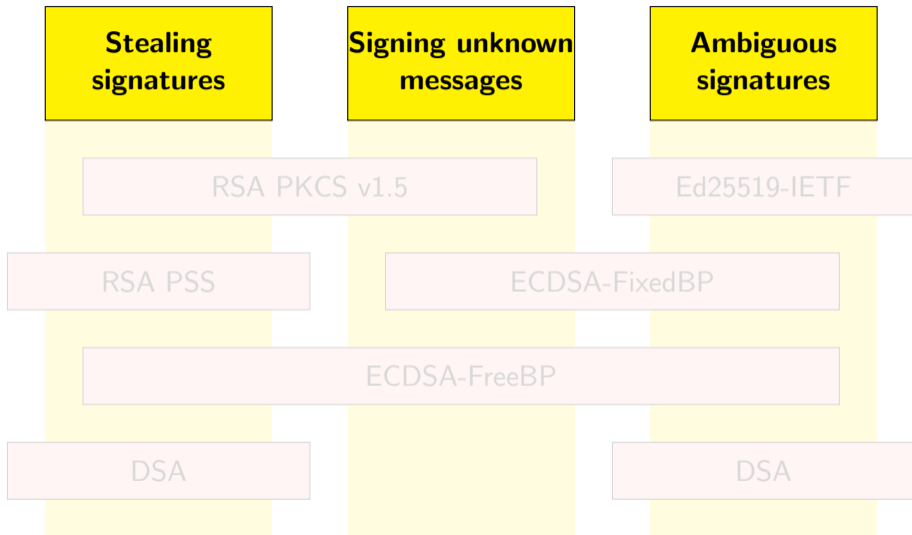 Stealing
signatures
Signing unknown
messages
Ambiguous
signatures
RSA PKCS v1.5
Ed25519-IETF
RSA PSS
ECDSA-FixedBP
ECDSA-FreeBP
DSA
DSA